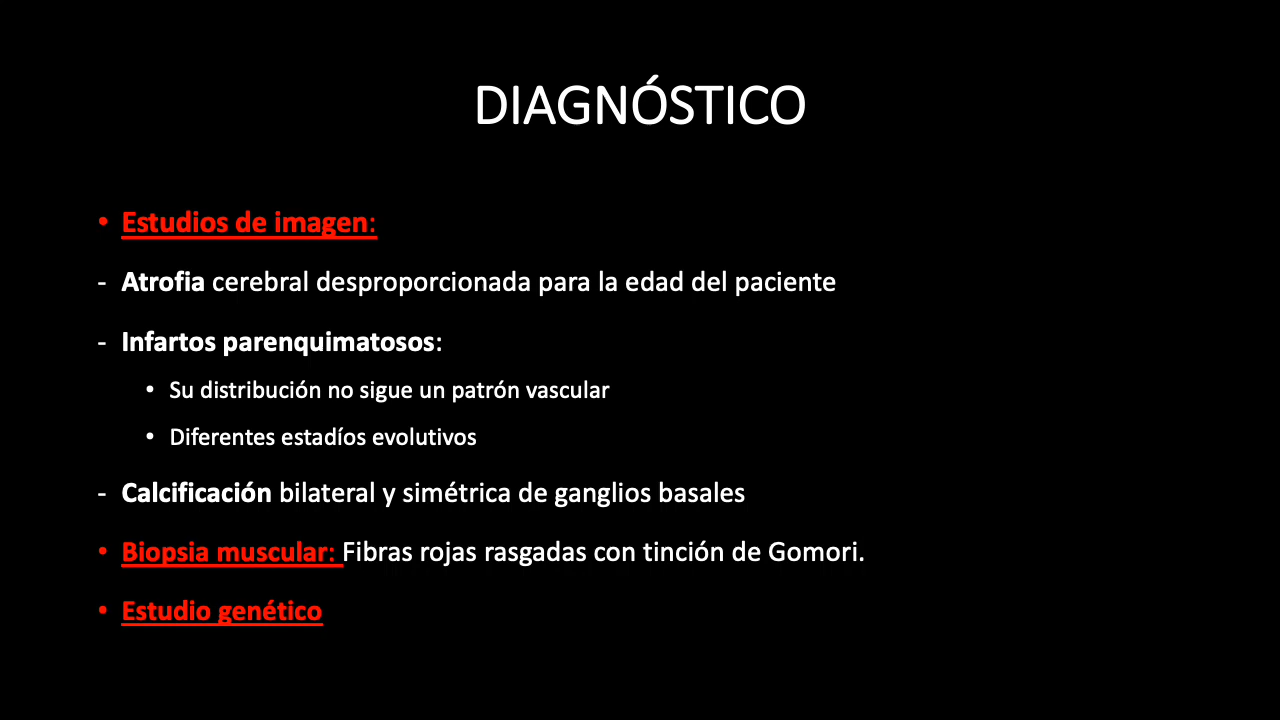 DIAGNÓSTICO
• Estudios de imagen:
- Atrofia cerebral desproporcionada para la edad del paciente
- Infartos parenquimatosos:
• Su distribución no sigue un patrón vascular
• Diferentes estadíos evolutivos
- Calcificación bilateral y simétrica de ganglios basales
• Biopsia muscular: Fibras rojas rasgadas con tinción de Gomori.
• Estudio genético